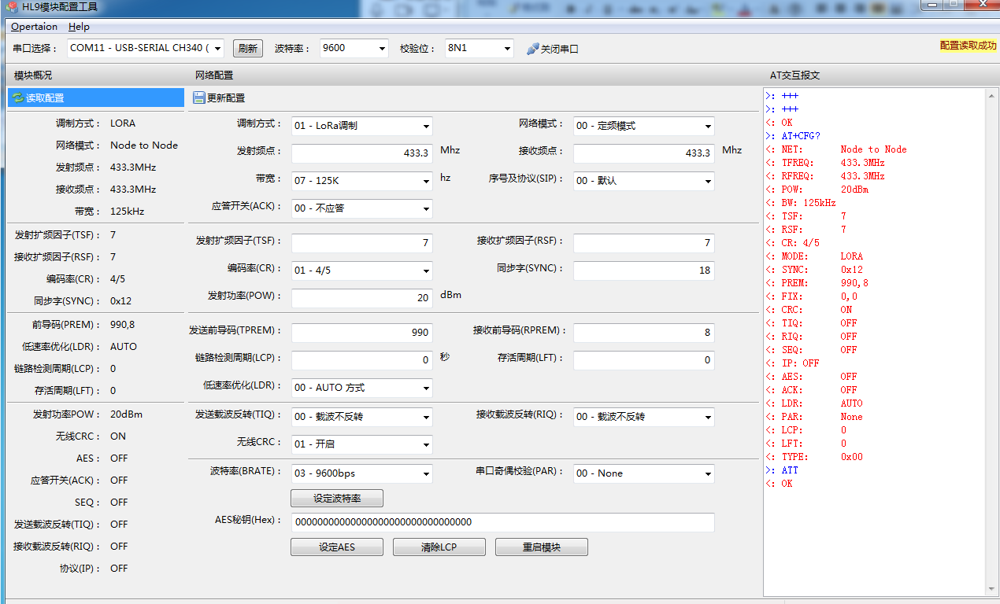 HL9模块配置工具
Opertaion Help
串口选择： COM11 - USB-SERIAL CH340 ( 刷新 波特率： 9600 校验位： 8N1 关闭串口 配置读取成功
模块概况 网络配置 AT交互报文
读取配置
调制方式： LORA
网络模式： Node to Node
发射频点： 433.3MHz
接收频点： 433.3MHz
带宽： 125kHz
发射扩频因子(TSF)： 7
接收扩频因子(RSF)： 7
编码率(CR)： 4/5
同步字(SYNC)： 0x12
前导码(PREM)： 990,8
低速率优化(LDR)： AUTO
链路检测周期(LCP)： 0
存活周期(LFT)： 0
发射功率POW： 20dBm
无线CRC： ON
AES： OFF
应答开关(ACK)： OFF
SEQ： OFF
发送载波反转(TIQ)： OFF
接收载波反转(RIQ)： OFF
协议(IP)： OFF
更新配置
调制方式： 01 - LoRa调制 网络模式： 00 - 定频模式
发射频点： 433.3 Mhz 接收频点： 433.3 Mhz
带宽： 07 - 125K hz 序号及协议(SIP)： 00 - 默认
应答开关(ACK)： 00 - 不应答
发射扩频因子(TSF)： 7 接收扩频因子(RSF)： 7
编码率(CR)： 01 - 4/5 同步字(SYNC)： 18
发射功率(POW)： 20 dBm
发送前导码(TPREM)： 990 接收前导码(RPREM)： 8
链路检测周期(LCP)： 0 秒 存活周期(LFT)： 0
低速率优化(LDR)： 00 - AUTO 方式
发送载波反转(TIQ)： 00 - 载波不反转 接收载波反转(RIQ)： 00 - 载波不反转
无线CRC： 01 - 开启
波特率(BRATE)： 03 - 9600bps 串口奇偶校验(PAR)： 00 - None
设定波特率
AES秘钥(Hex)： 00000000000000000000000000000000
设定AES 清除LCP 重启模块
>: +++
>: +++
<: OK
>: AT+CFG?
<: NET: Node to Node
<: TFREQ: 433.3MHz
<: RFREQ: 433.3MHz
<: POW: 20dBm
<: BW: 125kHz
<: TSF: 7
<: RSF: 7
<: CR: 4/5
<: MODE: LORA
<: SYNC: 0x12
<: PREM: 990,8
<: FIX: 0,0
<: CRC: ON
<: TIQ: OFF
<: RIQ: OFF
<: SEQ: OFF
<: IP: OFF
<: AES: OFF
<: ACK: OFF
<: LDR: AUTO
<: PAR: None
<: LCP: 0
<: LFT: 0
<: TYPE: 0x00
>: ATT
<: OK